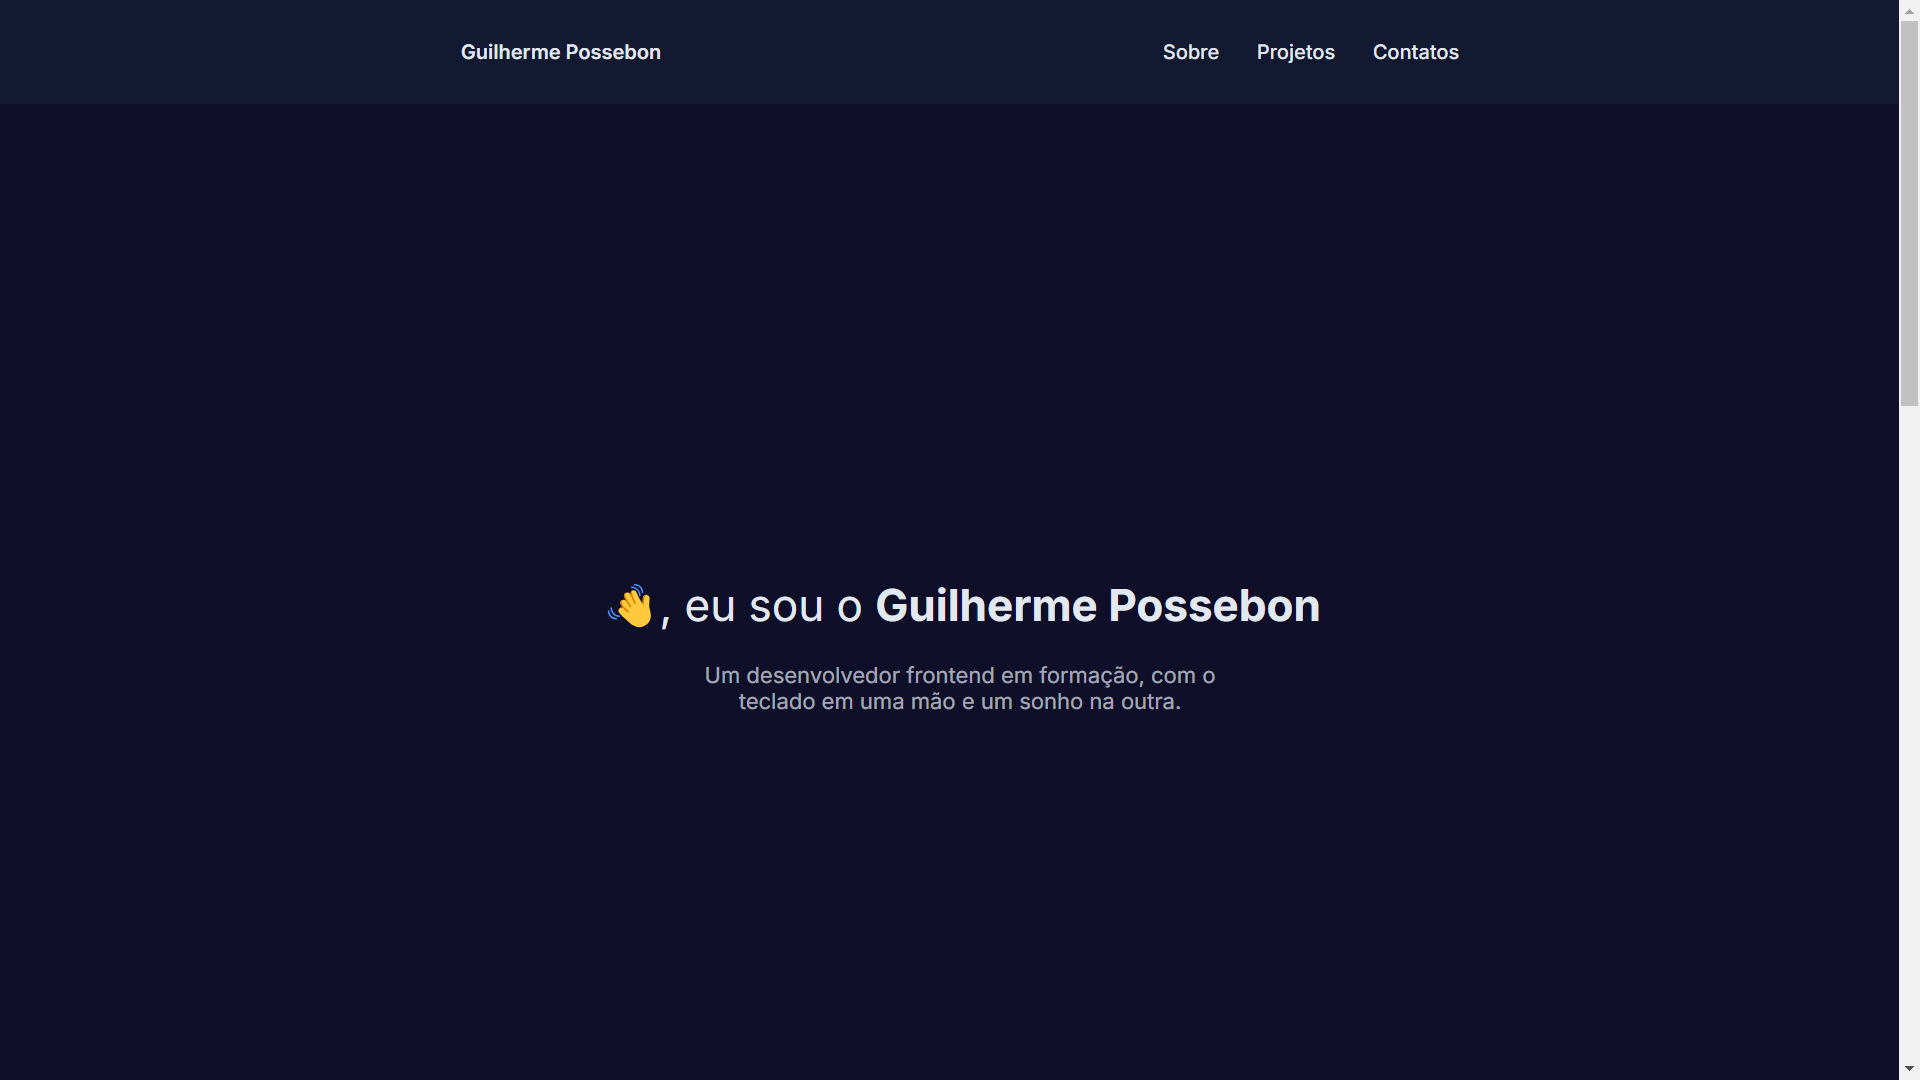 Guilherme Possebon
Sobre Projetos Contatos
👋, eu sou o Guilherme Possebon
Um desenvolvedor frontend em formação, com o
teclado em uma mão e um sonho na outra.